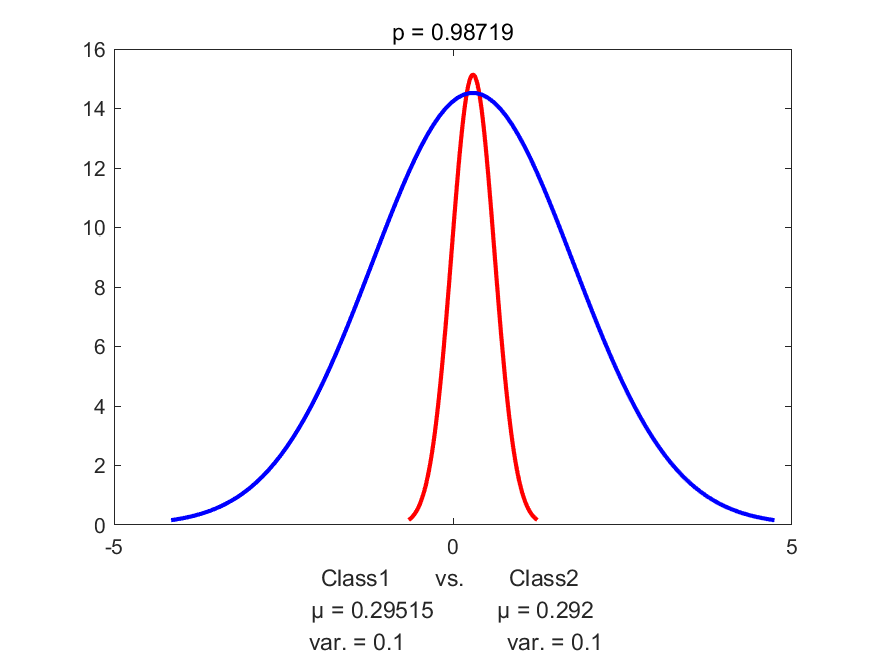 p = 0.98719
16
14
12
10
8
6
4
2
0
-5 0 5
Class1 vs. Class2
μ = 0.29515 μ = 0.292
var. = 0.1 var. = 0.1